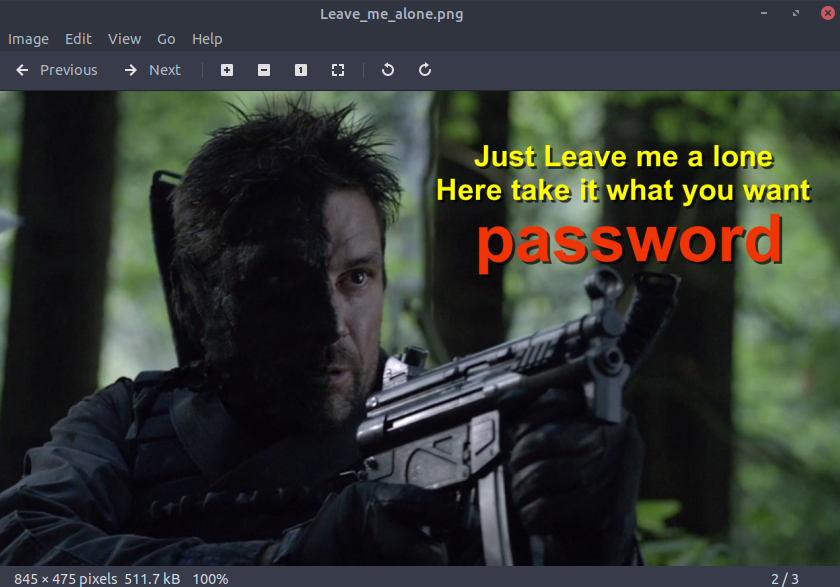 Leave_me_alone.png
Image Edit View Go Help
Previous Next 1
Just Leave me a lone
Here take it what you want
password
845 × 475 pixels 511.7 kB 100% 2 / 3